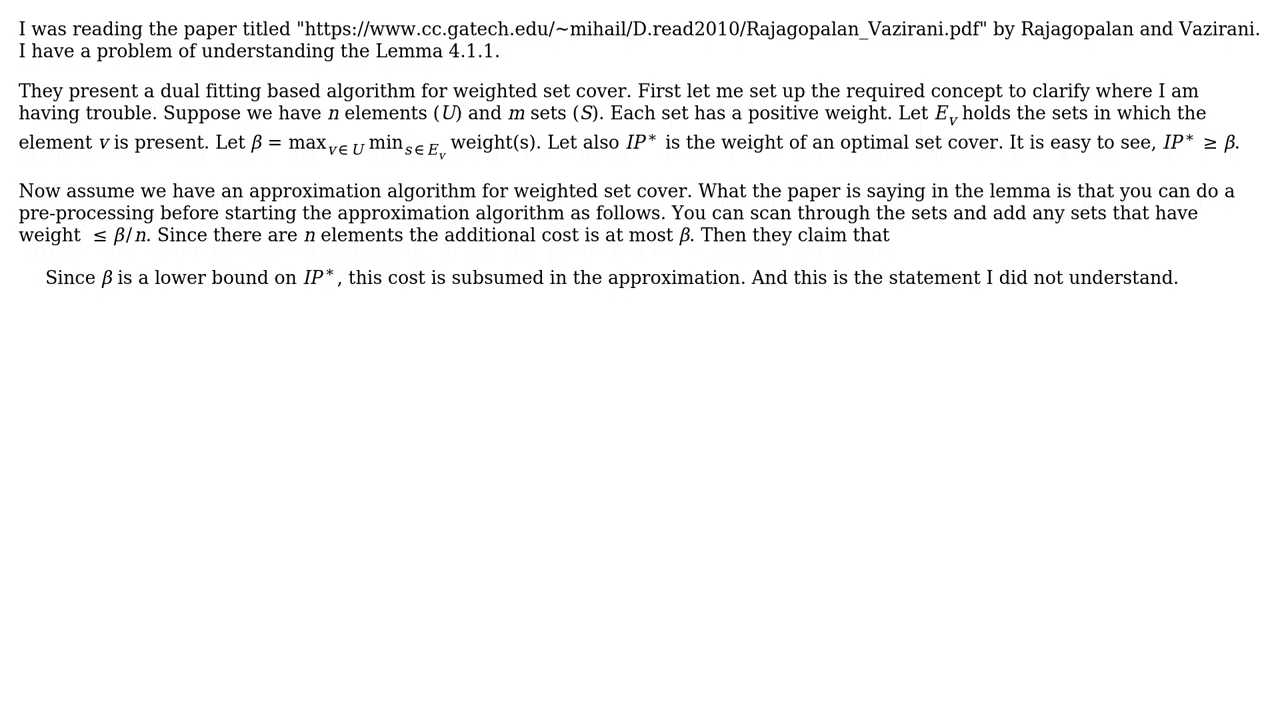 I was reading the paper titled "https://www.cc.gatech.edu/~mihail/D.read2010/Rajagopalan_Vazirani.pdf" by Rajagopalan and Vazirani.
I have a problem of understanding the Lemma 4.1.1.
They present a dual fitting based algorithm for weighted set cover. First let me set up the required concept to clarify where I am
having trouble. Suppose we have n elements (U) and m sets (S). Each set has a positive weight. Let E_v holds the sets in which the
element v is present. Let β = max_{v∈U} min_{s∈E_v} weight(s). Let also IP* is the weight of an optimal set cover. It is easy to see, IP* ≥ β.
Now assume we have an approximation algorithm for weighted set cover. What the paper is saying in the lemma is that you can do a
pre-processing before starting the approximation algorithm as follows. You can scan through the sets and add any sets that have
weight ≤ β/n. Since there are n elements the additional cost is at most β. Then they claim that
Since β is a lower bound on IP*, this cost is subsumed in the approximation. And this is the statement I did not understand.